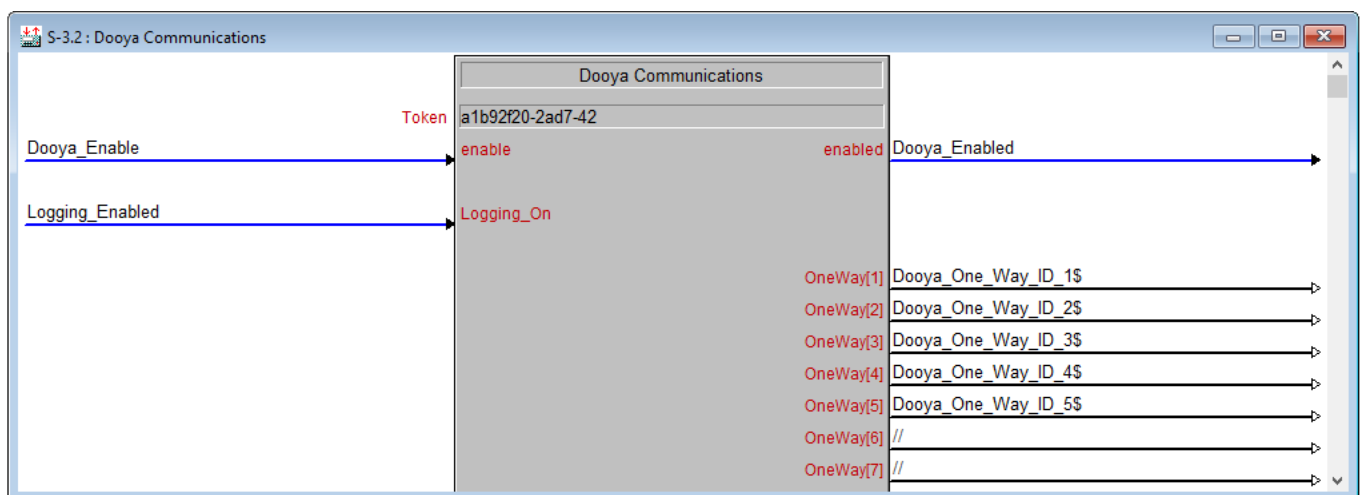 S-3.2 : Dooya Communications
Dooya Communications
Token a1b92f20-2ad7-42
Dooya_Enable enable enabled Dooya_Enabled
Logging_Enabled Logging_On
OneWay[1] Dooya_One_Way_ID_1$
OneWay[2] Dooya_One_Way_ID_2$
OneWay[3] Dooya_One_Way_ID_3$
OneWay[4] Dooya_One_Way_ID_4$
OneWay[5] Dooya_One_Way_ID_5$
OneWay[6] //
OneWay[7] //